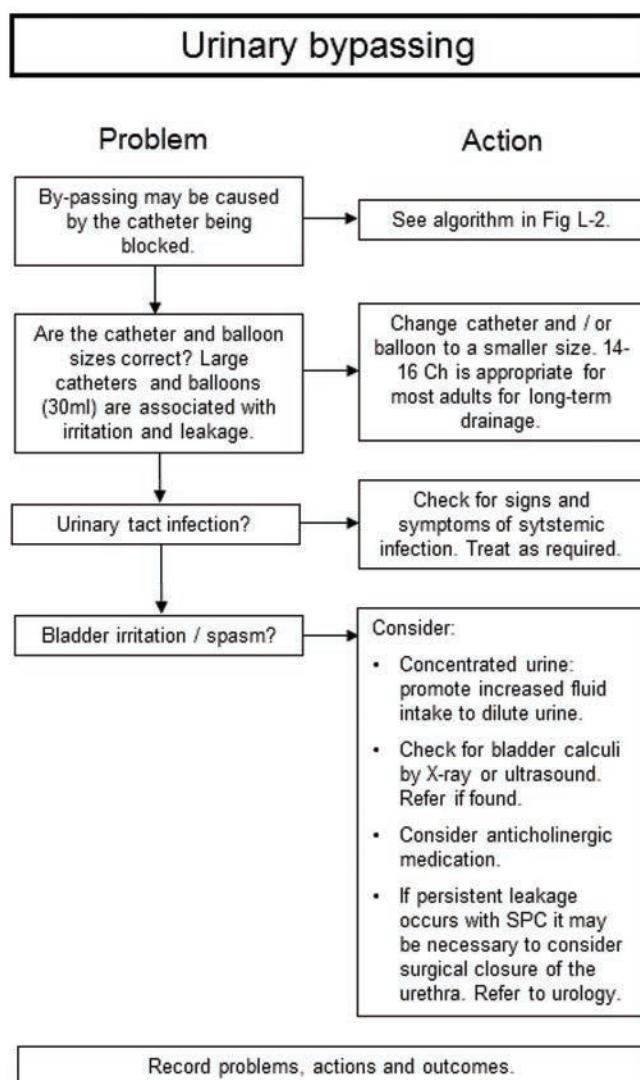 Urinary bypassing
Problem
Action
By-passing may be caused
by the catheter being
blocked.
See algorithm in Fig L-2.
Are the catheter and balloon
sizes correct? Large
catheters and balloons
(30ml) are associated with
irritation and leakage.
Change catheter and / or
balloon to a smaller size. 14-
16 Ch is appropriate for
most adults for long-term
drainage.
Urinary tact infection?
Check for signs and
symptoms of sytstemic
infection. Treat as required.
Bladder irritation / spasm?
Consider:
• Concentrated urine:
promote increased fluid
intake to dilute urine.
• Check for bladder calculi
by X-ray or ultrasound.
Refer if found.
• Consider anticholinergic
medication.
• If persistent leakage
occurs with SPC it may
be necessary to consider
surgical closure of the
urethra. Refer to urology.
Record problems, actions and outcomes.